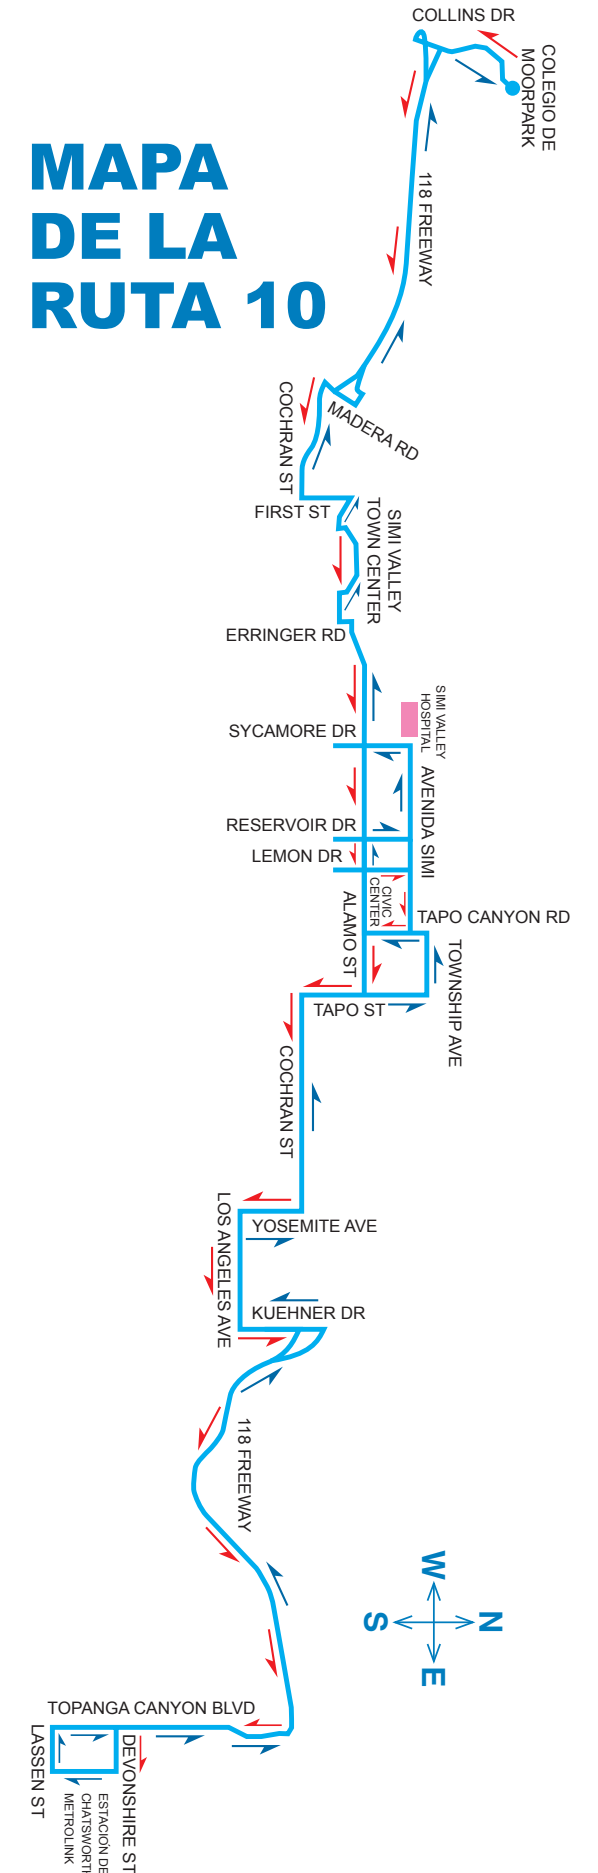 COLLINS DR
COLEGIO DE
MOORPARK
MAPA
DE LA
RUTA 10
118 FREEWAY
MADERA RD
COCHRAN ST
FIRST ST
SIMI VALLEY
TOWN CENTER
ERRINGER RD
SIMI VALLEY
HOSPITAL
SYCAMORE DR
AVENIDA SIMI
RESERVOIR DR
LEMON DR
CIVIC
CENTER
ALAMO ST
TAPO CANYON RD
TOWNSHIP AVE
TAPO ST
COCHRAN ST
LOS ANGELES AVE
YOSEMITE AVE
KUEHNER DR
118 FREEWAY
W
N
S
E
TOPANGA CANYON BLVD
LASSEN ST
DEVONSHIRE ST
ESTACIÓN DE
CHATSWORTH
METROLINK